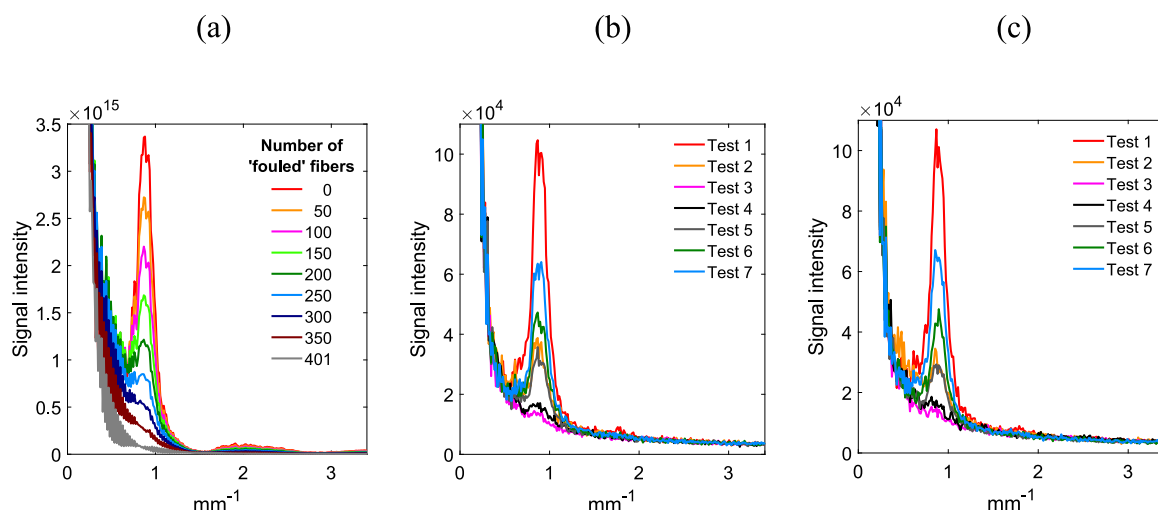 (a)
(b)
(c)
×10^15
3.5
3
2.5
2
1.5
1
0.5
0
0
1
2
3
Signal intensity
mm^-1
Number of
'fouled' fibers
0
50
100
150
200
250
300
350
401
×10^4
10
8
6
4
2
0
0
1
2
3
Signal intensity
mm^-1
Test 1
Test 2
Test 3
Test 4
Test 5
Test 6
Test 7
×10^4
10
8
6
4
2
0
0
1
2
3
Signal intensity
mm^-1
Test 1
Test 2
Test 3
Test 4
Test 5
Test 6
Test 7